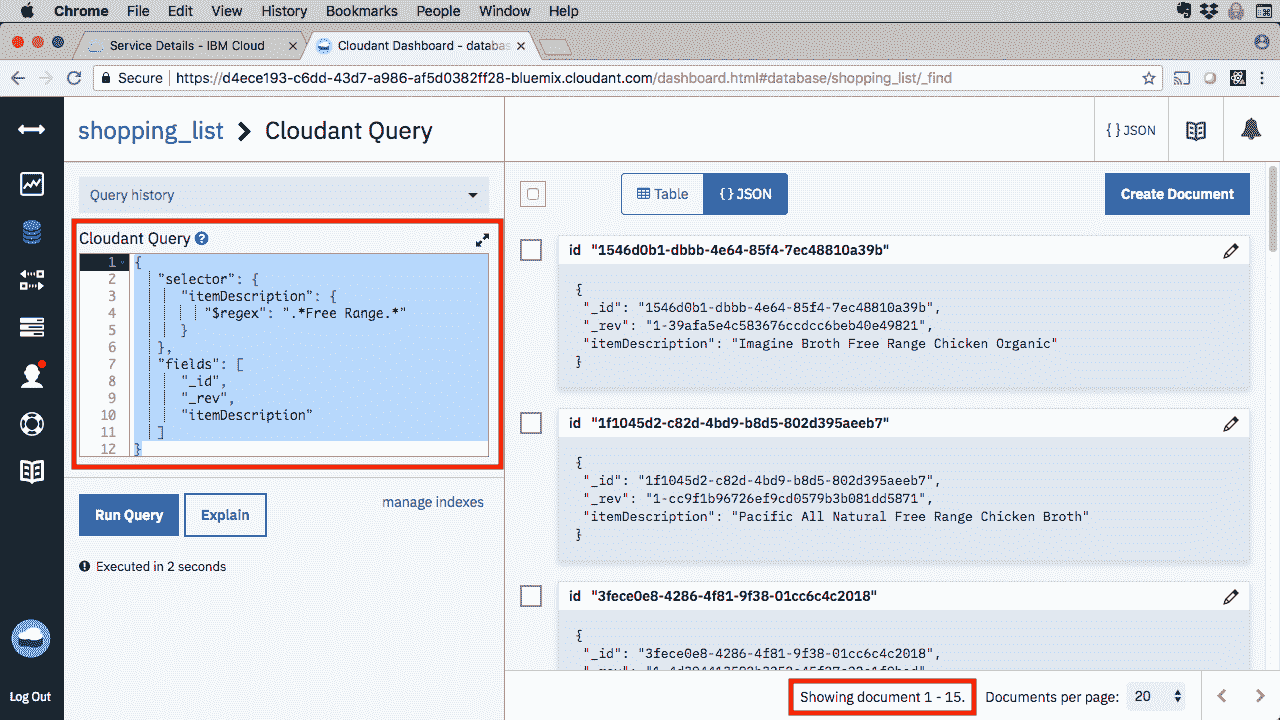 Chrome File Edit View History Bookmarks People Window Help
Service Details - IBM Cloud
Cloudant Dashboard - databas
Secure https://d4ece193-c6dd-43d7-a986-af5d0382ff28-bluemix.cloudant.com/dashboard.html#database/shopping_list/_find
shopping_list > Cloudant Query
{ } JSON
Query history
Table
{ } JSON
Create Document
Cloudant Query
1 {
2 "selector": {
3 "itemDescription": {
4 "$regex": ".*Free Range.*"
5 }
6 },
7 "fields": [
8 "_id",
9 "_rev",
10 "itemDescription"
11 ]
12 }
Run Query
Explain
manage indexes
Executed in 2 seconds
Log Out
id "1546d0b1-dbbb-4e64-85f4-7ec48810a39b"
{
"_id": "1546d0b1-dbbb-4e64-85f4-7ec48810a39b",
"_rev": "1-39afa5e4c583676ccdcc6beb40e49821",
"itemDescription": "Imagine Broth Free Range Chicken Organic"
}
id "1f1045d2-c82d-4bd9-b8d5-802d395aeeb7"
{
"_id": "1f1045d2-c82d-4bd9-b8d5-802d395aeeb7",
"_rev": "1-cc9f1b96726ef9cd0579b3b081dd5871",
"itemDescription": "Pacific All Natural Free Range Chicken Broth"
}
id "3fece0e8-4286-4f81-9f38-01cc6c4c2018"
{
"_id": "3fece0e8-4286-4f81-9f38-01cc6c4c2018",
Showing document 1 - 15.
Documents per page: 20